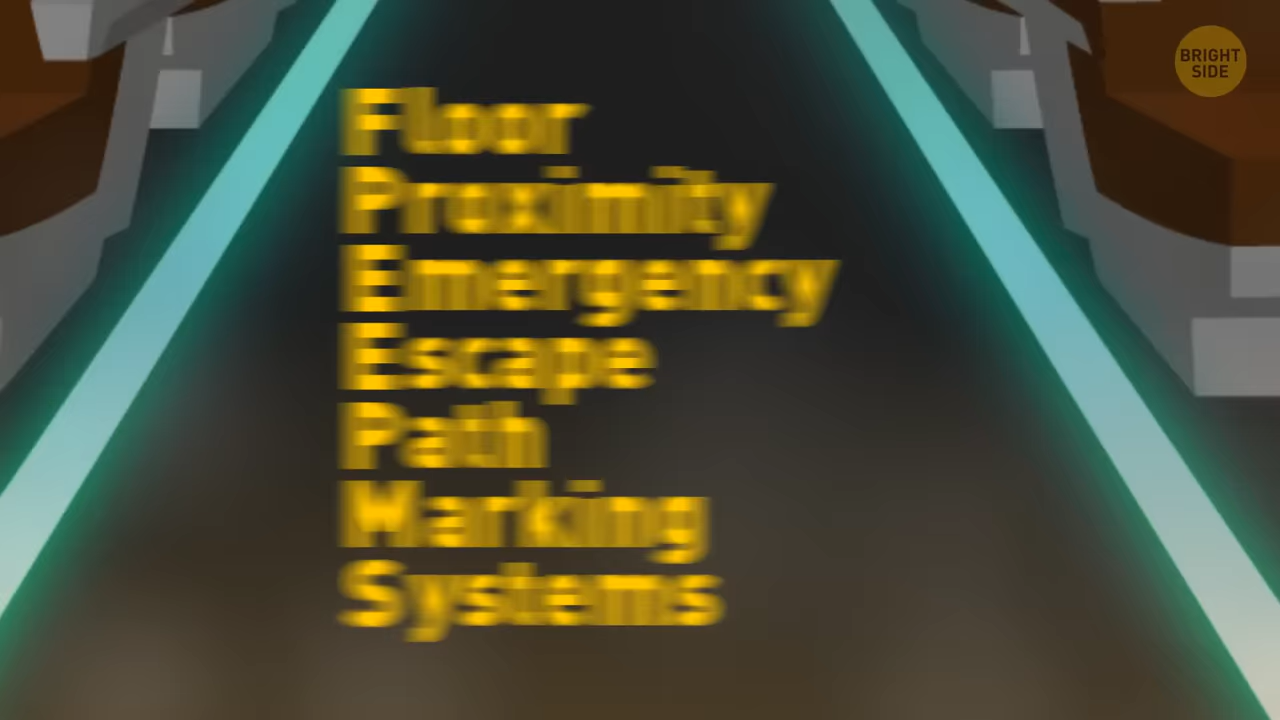 BRIGHT
SIDE
Floor
Proximity
Emergency
Escape
Path
Marking
Systems